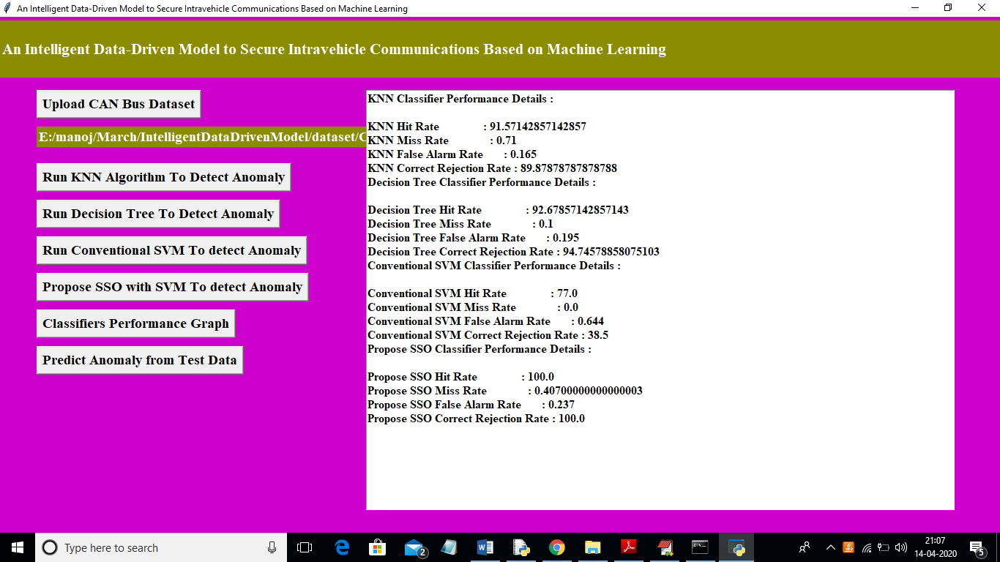 An Intelligent Data-Driven Model to Secure Intravehicle Communications Based on Machine Learning
An Intelligent Data-Driven Model to Secure Intravehicle Communications Based on Machine Learning
Upload CAN Bus Dataset
E:/manoj/March/IntelligentDataDrivenModel/dataset/C
Run KNN Algorithm To Detect Anomaly
Run Decision Tree To Detect Anomaly
Run Conventional SVM To detect Anomaly
Propose SSO with SVM To detect Anomaly
Classifiers Performance Graph
Predict Anomaly from Test Data
KNN Classifier Performance Details :
KNN Hit Rate : 91.57142857142857
KNN Miss Rate : 0.71
KNN False Alarm Rate : 0.165
KNN Correct Rejection Rate : 89.87878787878788
Decision Tree Classifier Performance Details :
Decision Tree Hit Rate : 92.67857142857143
Decision Tree Miss Rate : 0.1
Decision Tree False Alarm Rate : 0.195
Decision Tree Correct Rejection Rate : 94.74578858075103
Conventional SVM Classifier Performance Details :
Conventional SVM Hit Rate : 77.0
Conventional SVM Miss Rate : 0.0
Conventional SVM False Alarm Rate : 0.644
Conventional SVM Correct Rejection Rate : 38.5
Propose SSO Classifier Performance Details :
Propose SSO Hit Rate : 100.0
Propose SSO Miss Rate : 0.40700000000000003
Propose SSO False Alarm Rate : 0.237
Propose SSO Correct Rejection Rate : 100.0
Type here to search
2
21:07
14-04-2020
5